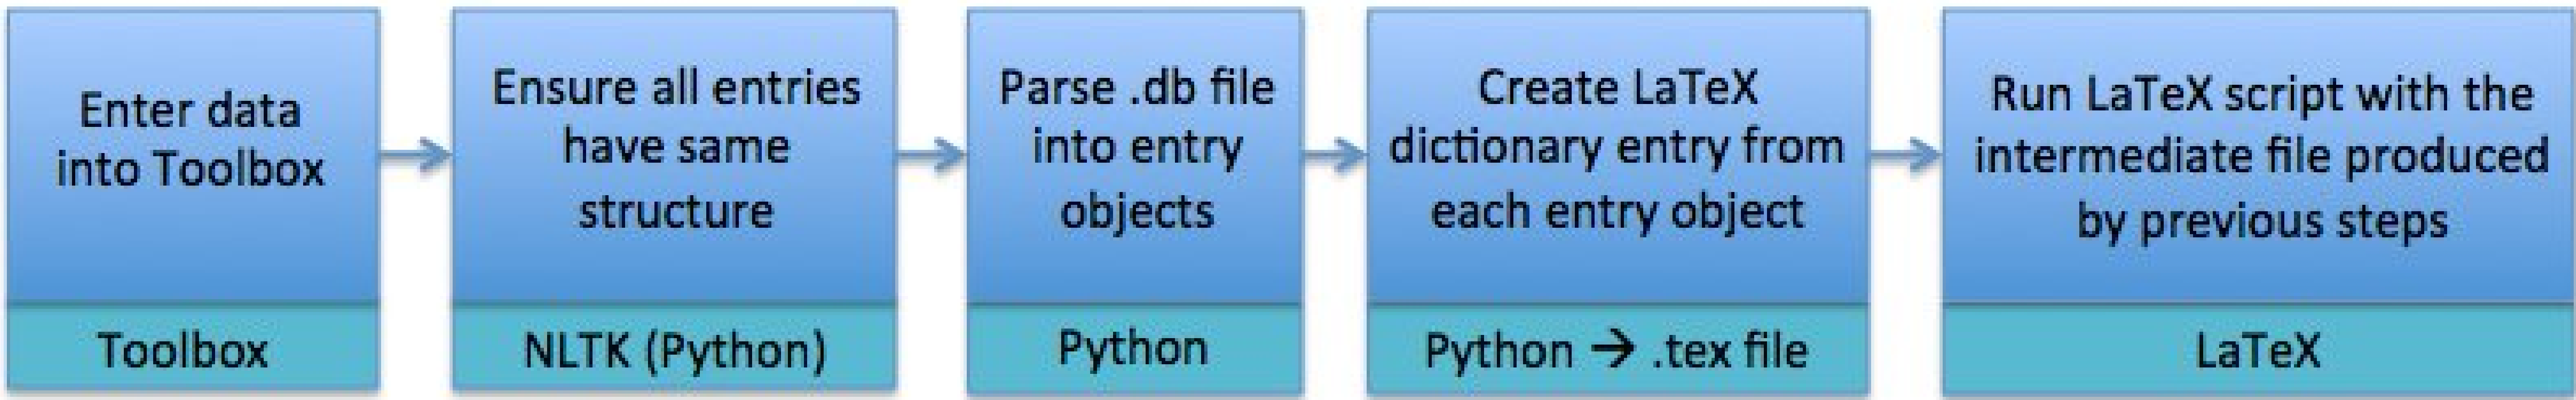 Enter data
into Toolbox
Toolbox
Ensure all entries
have same
structure
NLTK (Python)
Parse .db file
into entry
objects
Python
Create LaTeX
dictionary entry from
each entry object
Python → .tex file
Run LaTeX script with the
intermediate file produced
by previous steps
LaTeX